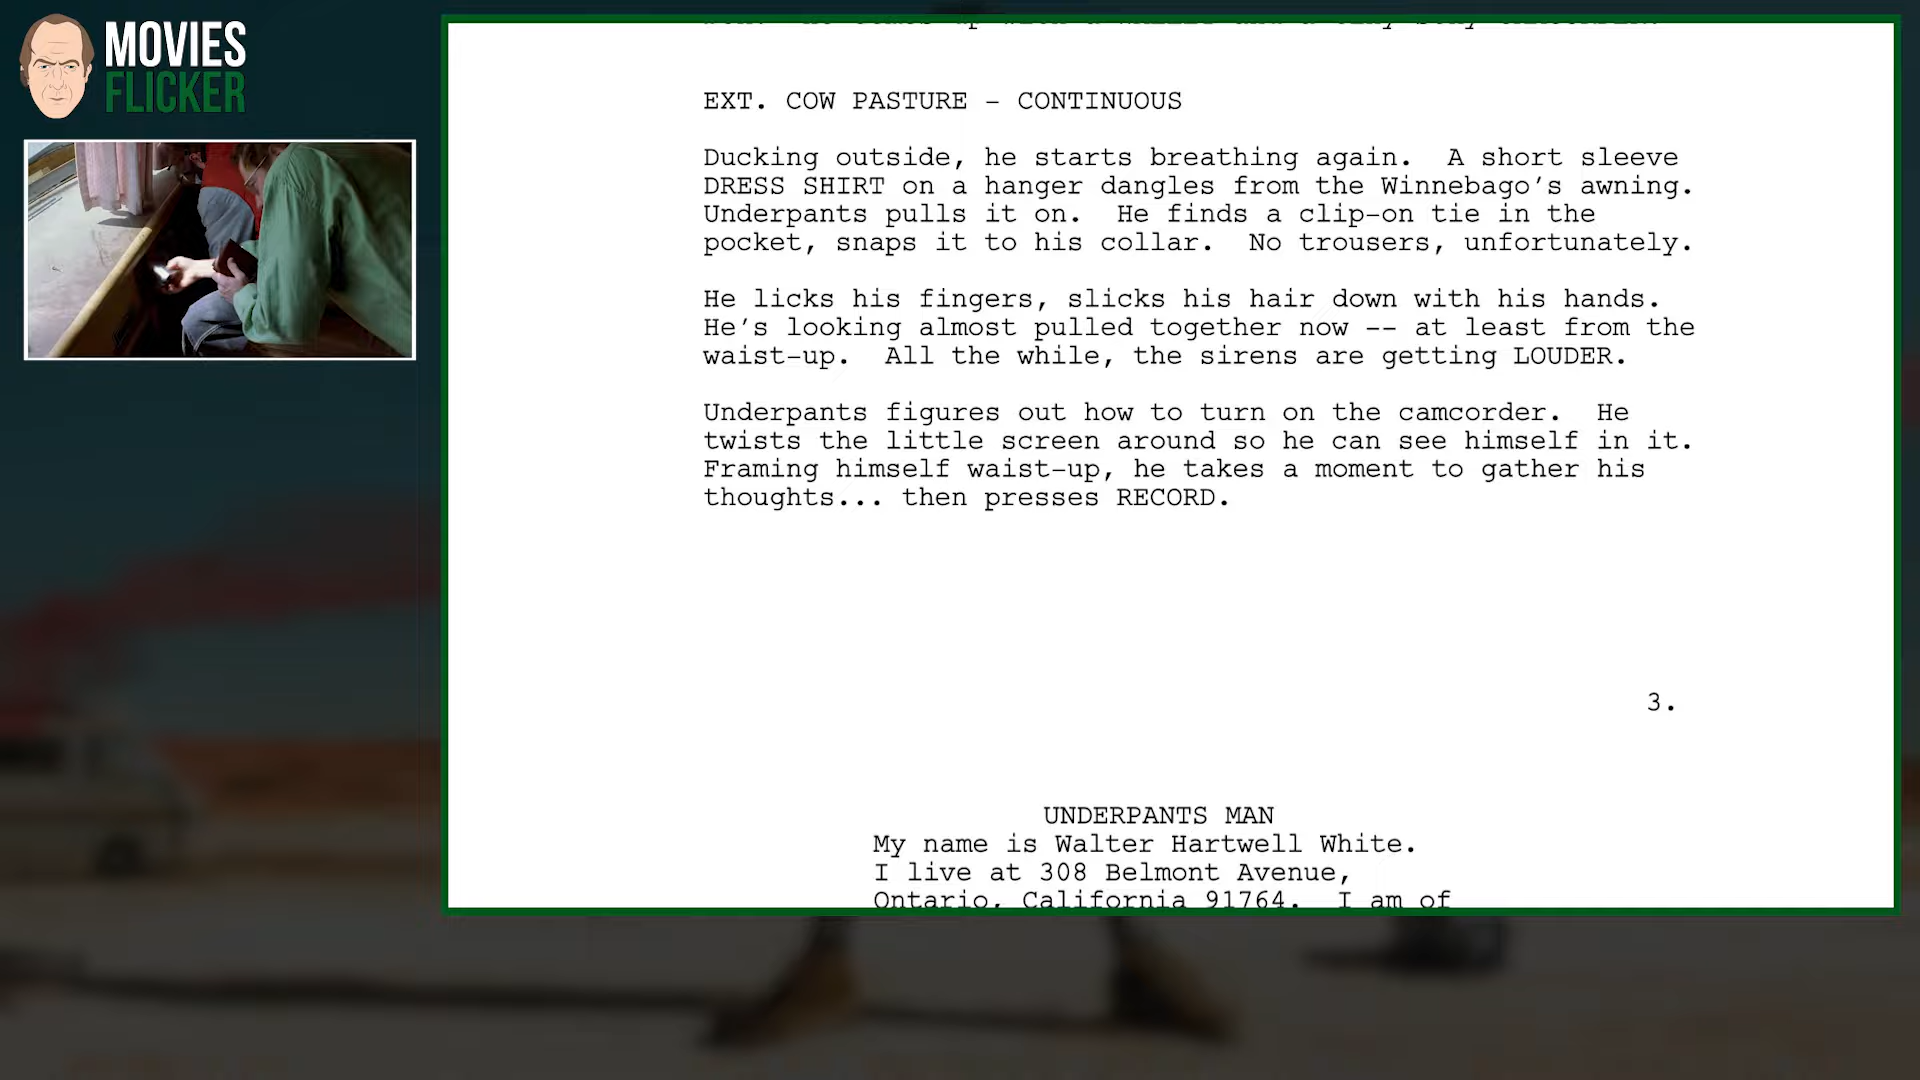 MOVIES
FLICKER
EXT. COW PASTURE – CONTINUOUS
Ducking outside, he starts breathing again. A short sleeve
DRESS SHIRT on a hanger dangles from the Winnebago’s awning.
Underpants pulls it on. He finds a clip-on tie in the
pocket, snaps it to his collar. No trousers, unfortunately.
He licks his fingers, slicks his hair down with his hands.
He’s looking almost pulled together now -- at least from the
waist-up. All the while, the sirens are getting LOUDER.
Underpants figures out how to turn on the camcorder. He
twists the little screen around so he can see himself in it.
Framing himself waist-up, he takes a moment to gather his
thoughts... then presses RECORD.
3.
UNDERPANTS MAN
My name is Walter Hartwell White.
I live at 308 Belmont Avenue,
Ontario, California 91764. I am of